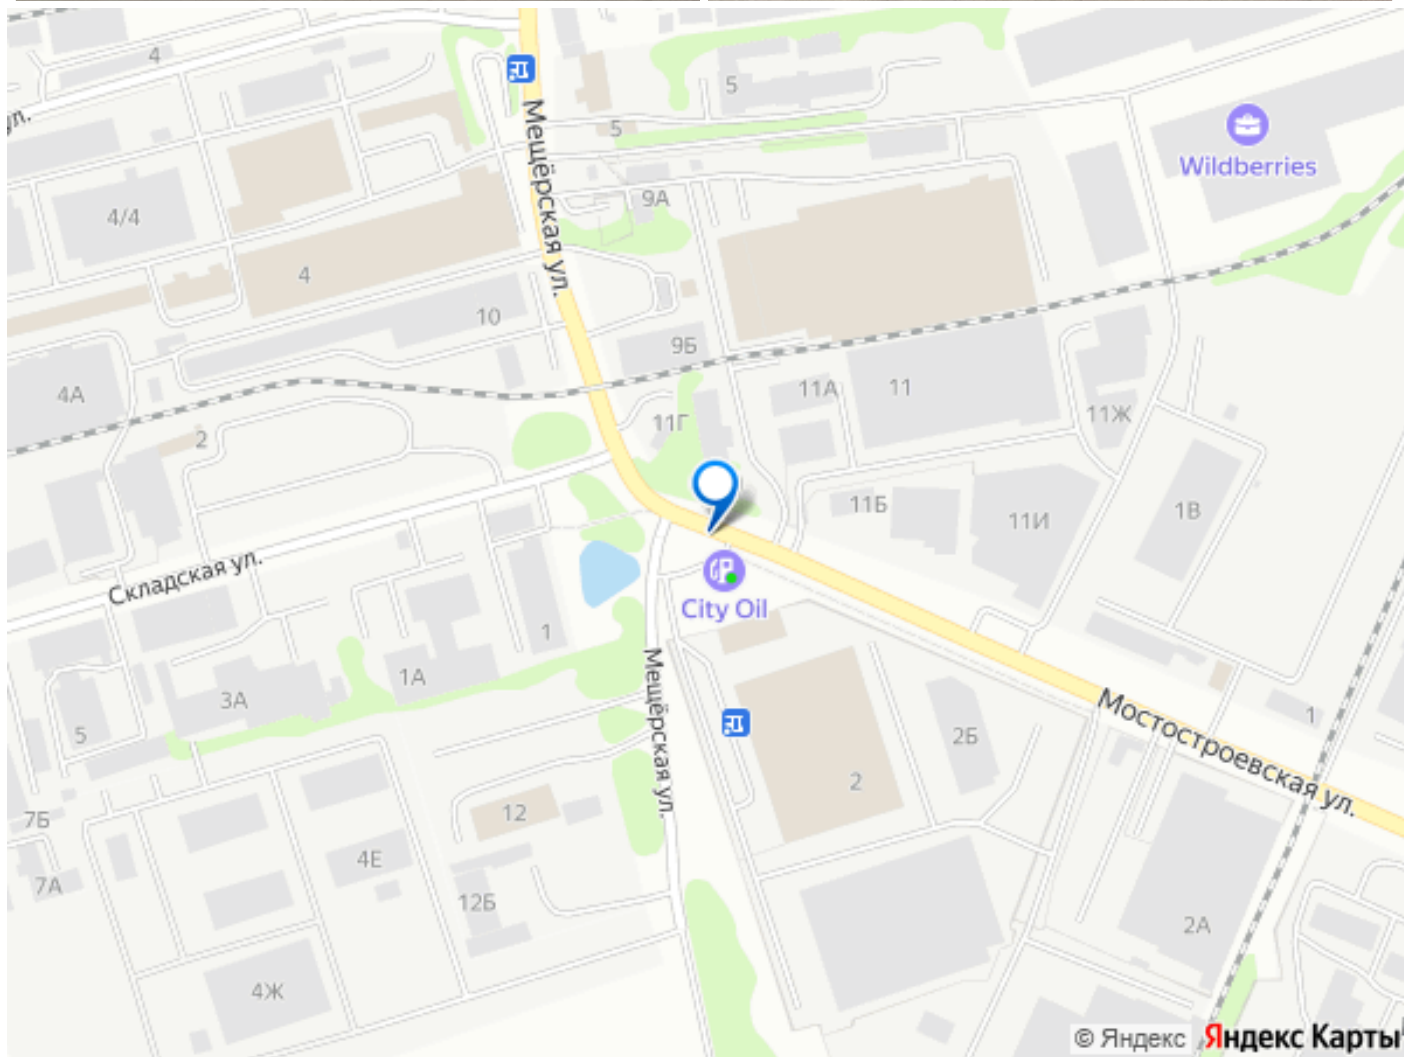 4
ул.
Мещёрская ул.
5
5
Wildberries
9А
4/4
4
10
9Б
4А
2
11А
11
11Г
11Ж
11Б
11И
1В
Складская ул.
City Oil
1
1А
3А
5
Мещёрская ул.
Мостостроевская ул.
2Б
1
2
7Б
12
4Е
7А
12Б
2А
4Ж
© Яндекс Яндекс Карты